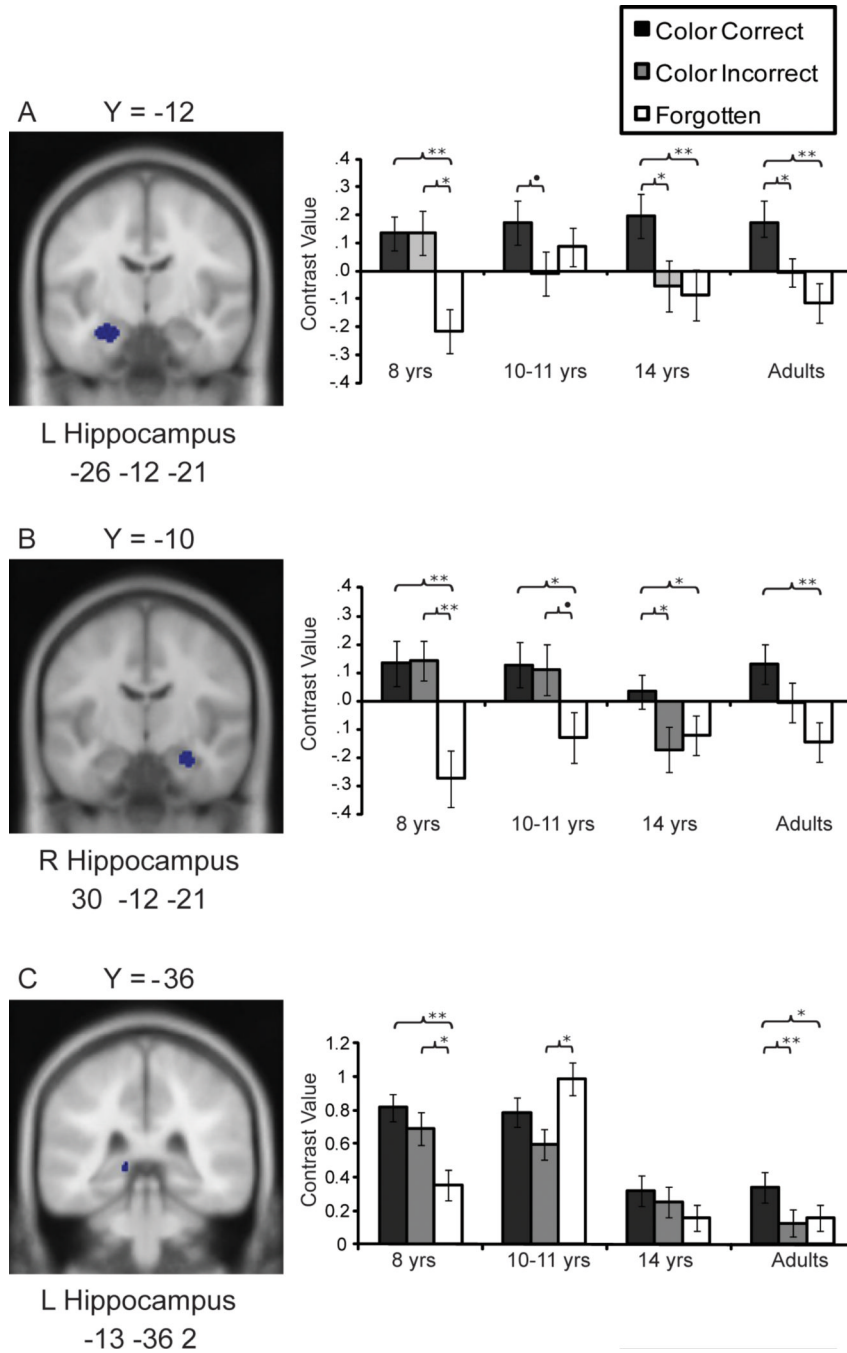 Color Correct
Color Incorrect
Forgotten
A Y = -12
L Hippocampus
-26 -12 -21
Contrast Value
.4
.3
.2
.1
.0
-.1
-.2
-.3
-.4
** * • ** * ** *
8 yrs 10-11 yrs 14 yrs Adults
B Y = -10
R Hippocampus
30 -12 -21
Contrast Value
.4
.3
.2
.1
.0
-.1
-.2
-.3
-.4
** ** * • * * **
8 yrs 10-11 yrs 14 yrs Adults
C Y = -36
L Hippocampus
-13 -36 2
Contrast Value
1.2
1
0.8
0.6
0.4
0.2
0
** * * * **
8 yrs 10-11 yrs 14 yrs Adults